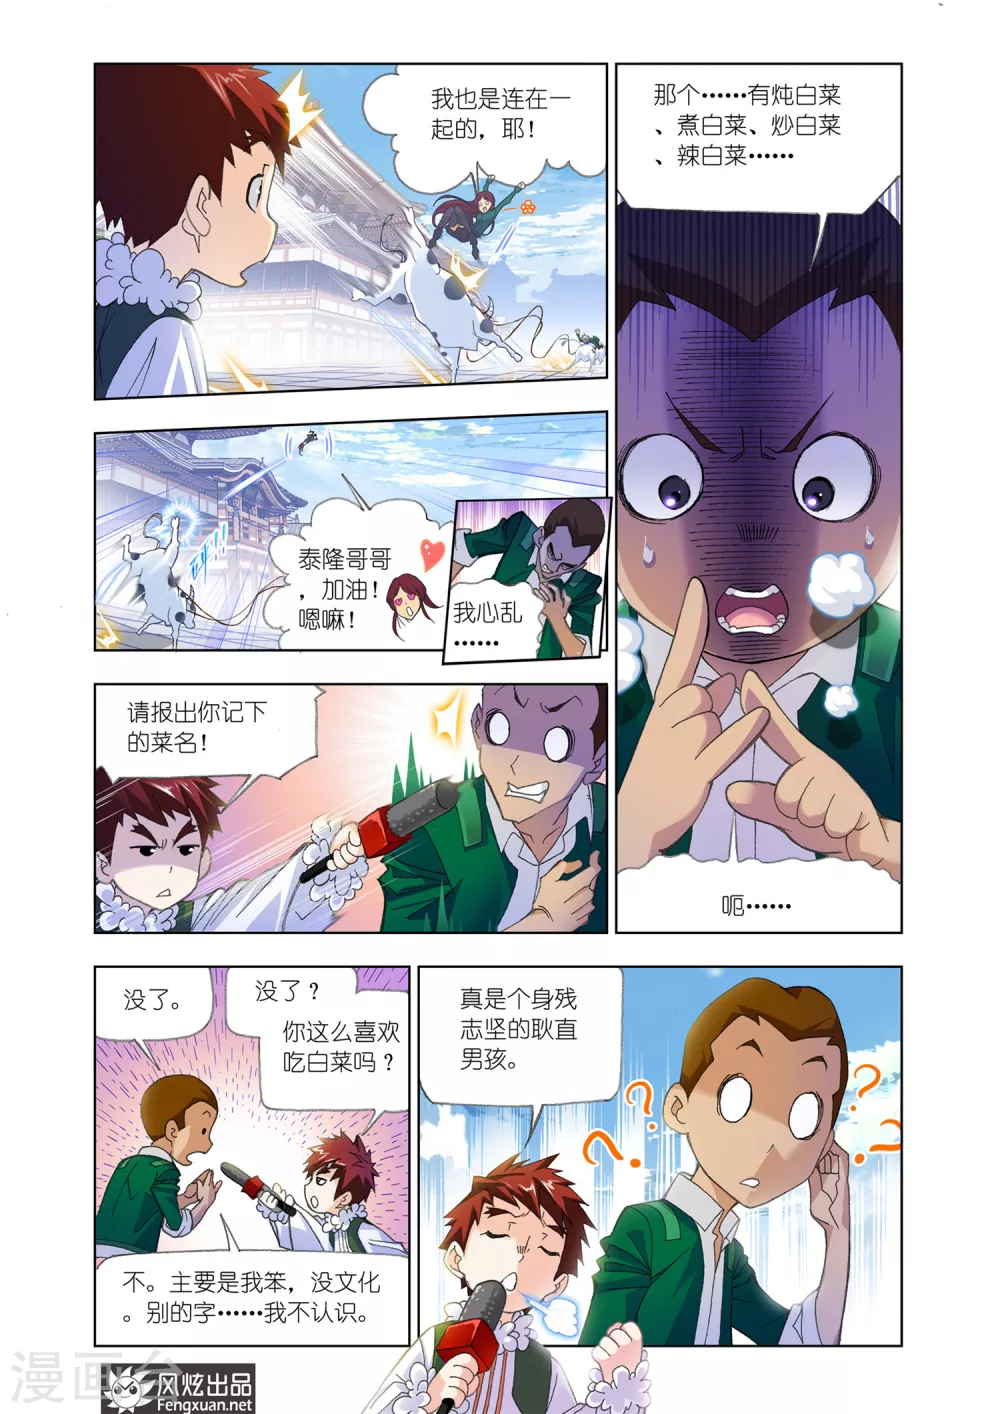 我也是连在一
起的，耶！
泰隆哥哥
，加油！
嗯嘛！
我心乱
……
请报出你记下
的菜名！
那个……有炖白菜
、煮白菜、炒白菜
、辣白菜……
呃……
没了。
没了？
你这么喜欢
吃白菜吗？
不。主要是我笨，没文化
。别的字……我不认识。
真是个身残
志坚的耿直
男孩。
漫画台
风炫出品
Fengxuan.net